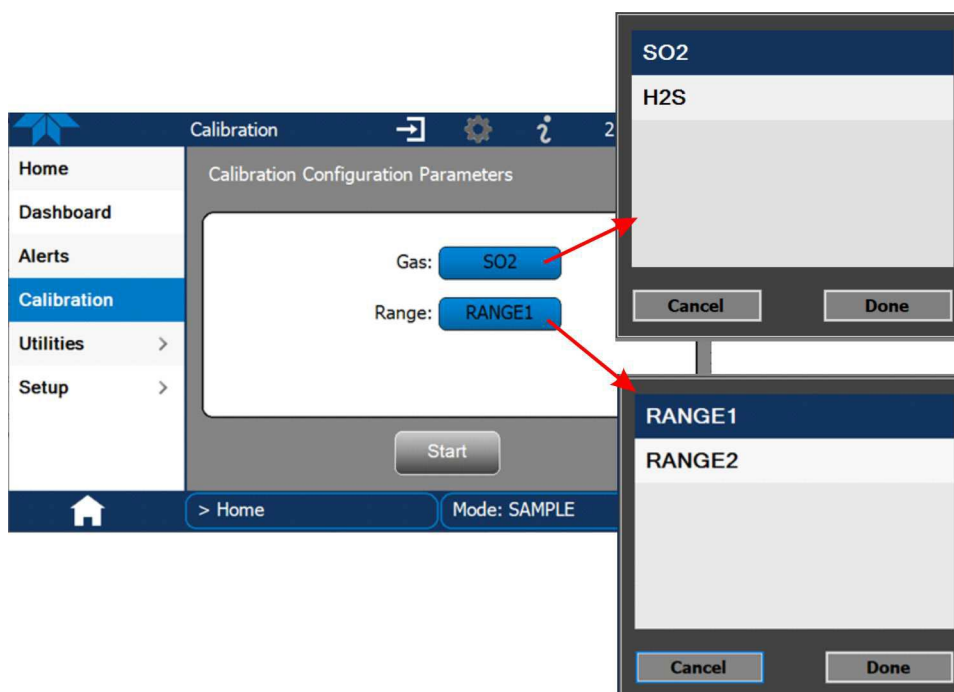 Calibration
2
Home
Dashboard
Alerts
Calibration
Utilities >
Setup >
Calibration Configuration Parameters
Gas: SO2
Range: RANGE1
Start
> Home
Mode: SAMPLE
SO2
H2S
Cancel Done
RANGE1
RANGE2
Cancel Done